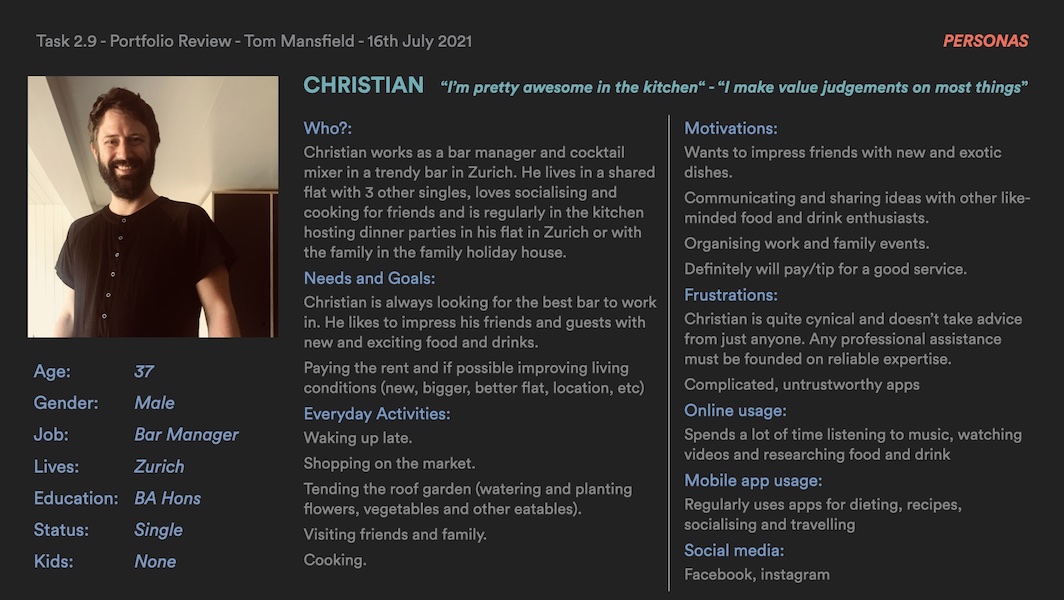 Task 2.9 - Portfolio Review - Tom Mansfield - 16th July 2021
PERSONAS
CHRISTIAN "I'm pretty awesome in the kitchen“ - “I make value judgements on most things”
Age: 37
Gender: Male
Job: Bar Manager
Lives: Zurich
Education: BA Hons
Status: Single
Kids: None
Who?:
Christian works as a bar manager and cocktail
mixer in a trendy bar in Zurich. He lives in a shared
flat with 3 other singles, loves socialising and
cooking for friends and is regularly in the kitchen
hosting dinner parties in his flat in Zurich or with
the family in the family holiday house.
Needs and Goals:
Christian is always looking for the best bar to work
in. He likes to impress his friends and guests with
new and exciting food and drinks.
Paying the rent and if possible improving living
conditions (new, bigger, better flat, location, etc)
Everyday Activities:
Waking up late.
Shopping on the market.
Tending the roof garden (watering and planting
flowers, vegetables and other eatables).
Visiting friends and family.
Cooking.
Motivations:
Wants to impress friends with new and exotic
dishes.
Communicating and sharing ideas with other like-
minded food and drink enthusiasts.
Organising work and family events.
Definitely will pay/tip for a good service.
Frustrations:
Christian is quite cynical and doesn't take advice
from just anyone. Any professional assistance
must be founded on reliable expertise.
Complicated, untrustworthy apps
Online usage:
Spends a lot of time listening to music, watching
videos and researching food and drink
Mobile app usage:
Regularly uses apps for dieting, recipes,
socialising and travelling
Social media:
Facebook, instagram